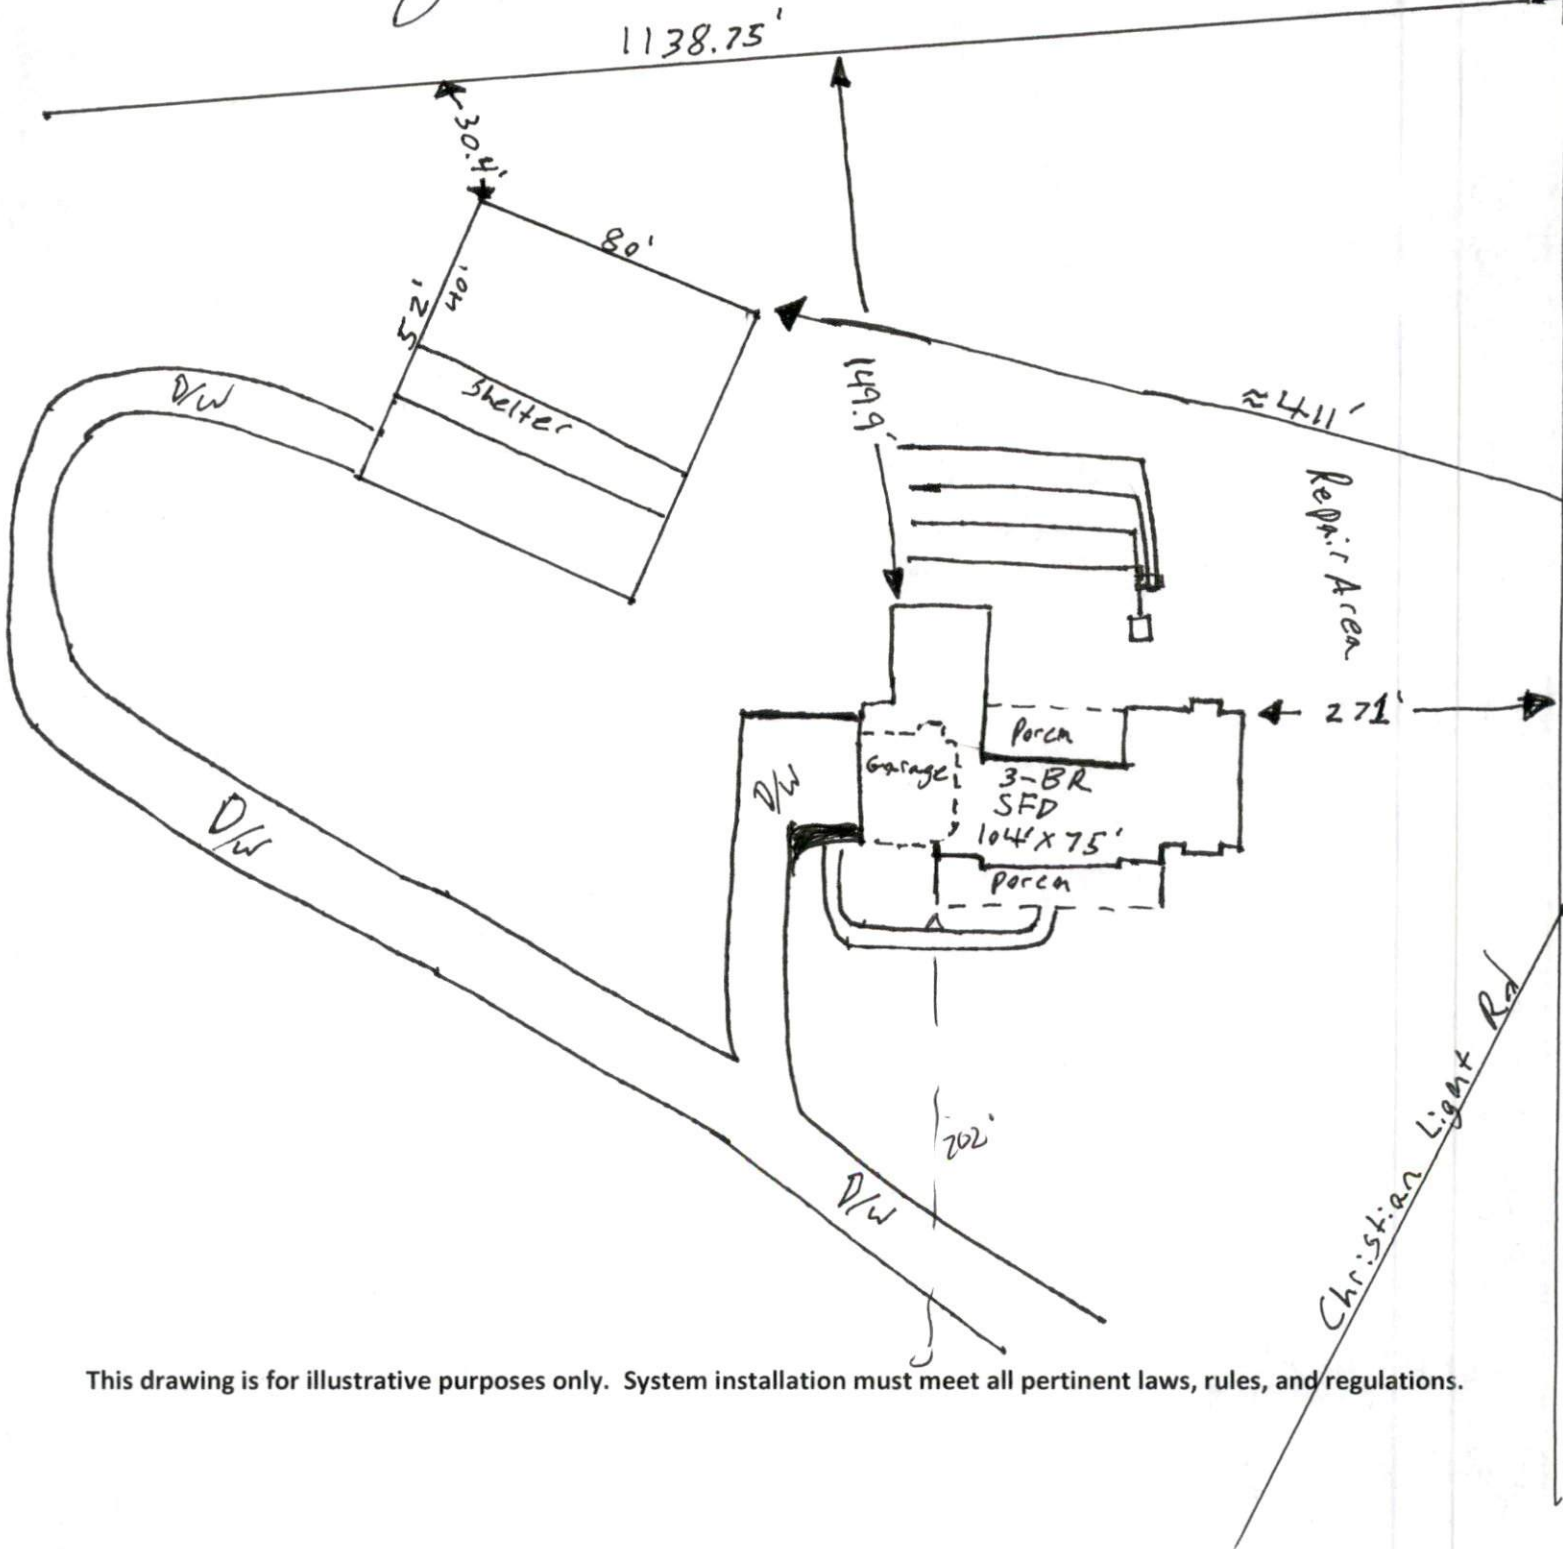 1138.75'
30.4'
80'
52'
40'
Shelter
D/W
149.9'
≈411'
Repair Area
271'
Porch
Garage
3-BR
SFD
104' X 75'
Porch
D/W
D/W
202'
D/W
Christian Light Rd
This drawing is for illustrative purposes only. System installation must meet all pertinent laws, rules, and regulations.